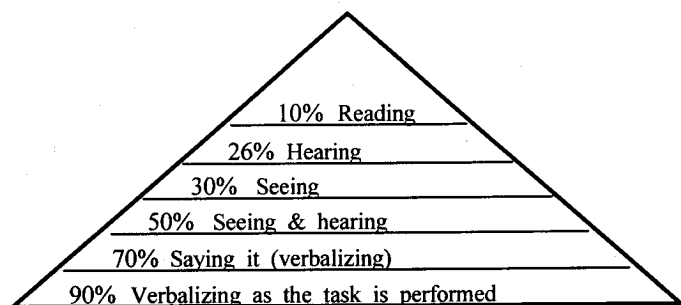 10% Reading
26% Hearing
30% Seeing
50% Seeing & hearing
70% Saying it (verbalizing)
90% Verbalizing as the task is performed